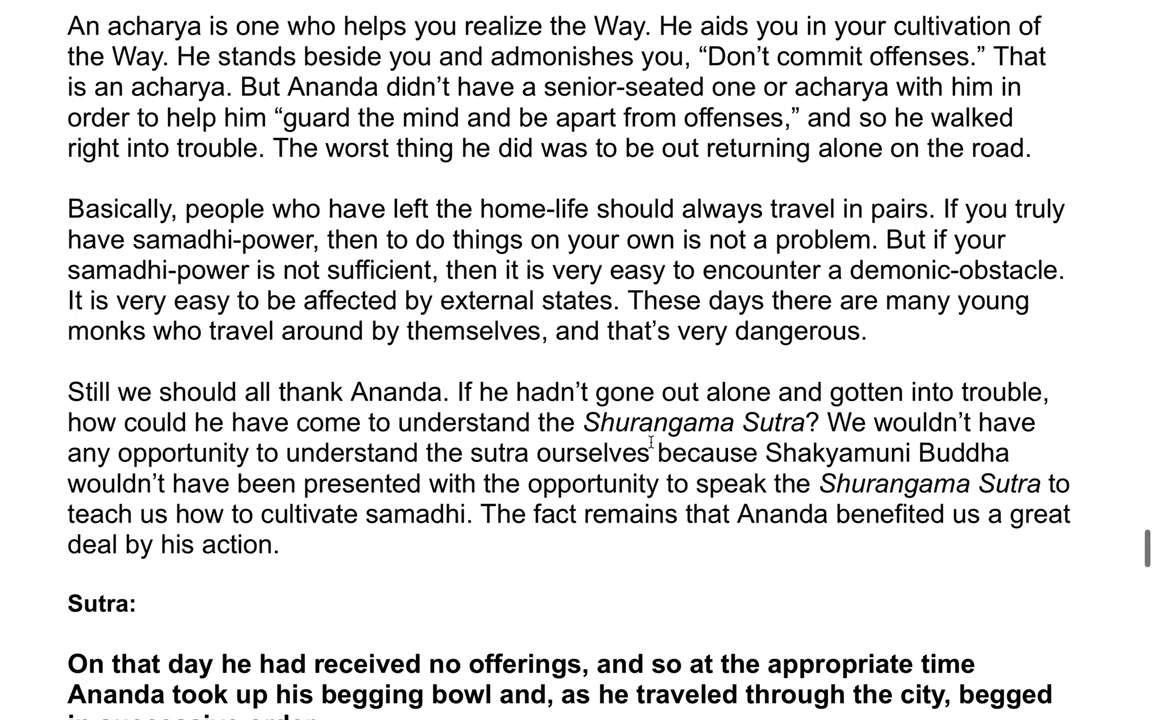 An acharya is one who helps you realize the Way. He aids you in your cultivation of
the Way. He stands beside you and admonishes you, “Don’t commit offenses.” That
is an acharya. But Ananda didn’t have a senior-seated one or acharya with him in
order to help him “guard the mind and be apart from offenses,” and so he walked
right into trouble. The worst thing he did was to be out returning alone on the road.
Basically, people who have left the home-life should always travel in pairs. If you truly
have samadhi-power, then to do things on your own is not a problem. But if your
samadhi-power is not sufficient, then it is very easy to encounter a demonic-obstacle.
It is very easy to be affected by external states. These days there are many young
monks who travel around by themselves, and that’s very dangerous.
Still we should all thank Ananda. If he hadn’t gone out alone and gotten into trouble,
how could he have come to understand the Shurangama Sutra? We wouldn’t have
any opportunity to understand the sutra ourselves because Shakyamuni Buddha
wouldn’t have been presented with the opportunity to speak the Shurangama Sutra to
teach us how to cultivate samadhi. The fact remains that Ananda benefited us a great
deal by his action.
Sutra:
On that day he had received no offerings, and so at the appropriate time
Ananda took up his begging bowl and, as he traveled through the city, begged
in successive order